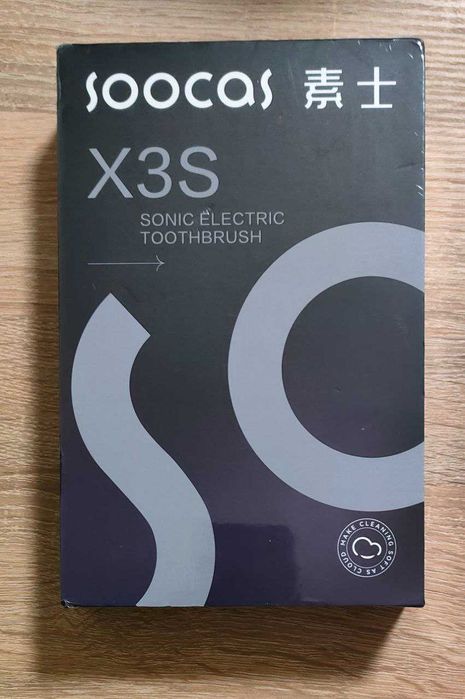 SOOCAS 素士
X3S
SONIC ELECTRIC
TOOTHBRUSH
MAKE CLEANING SOFT AS CLOUD